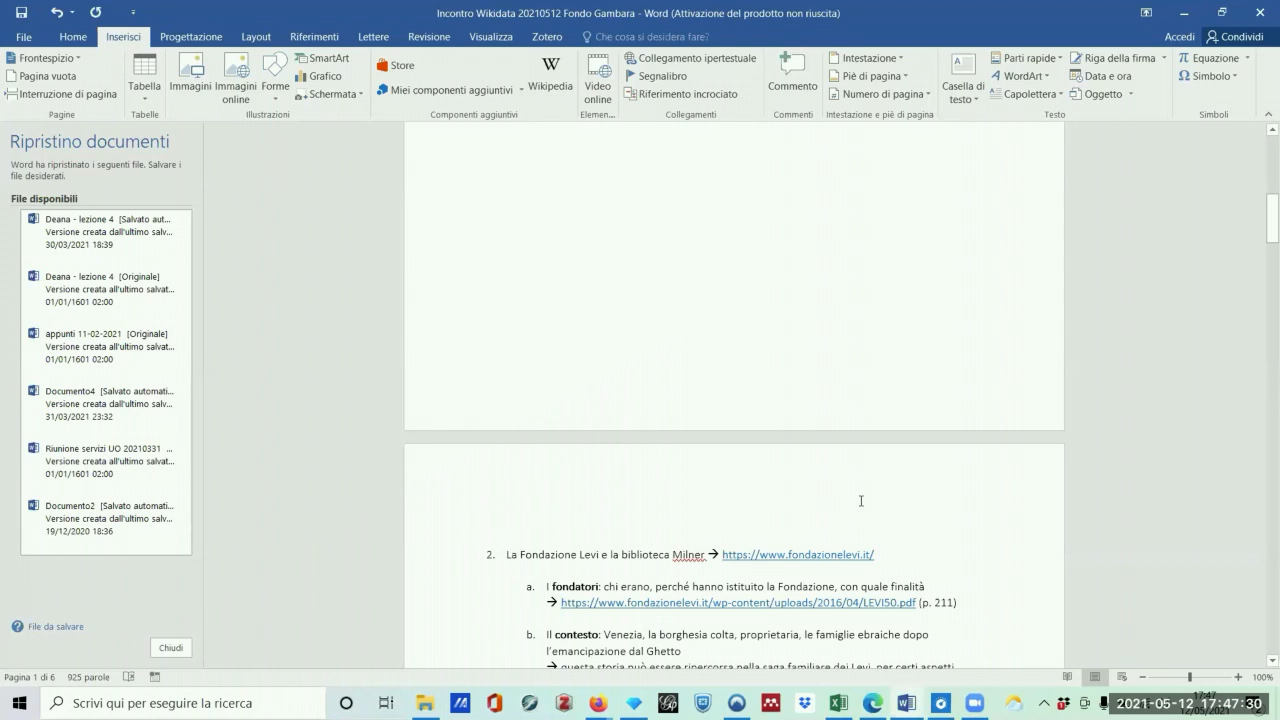 Incontro Wikidata 20210512 Fondo Gambara - Word (Attivazione del prodotto non riuscita)
File Home Inserisci Progettazione Layout Riferimenti Lettere Revisione Visualizza Zotero Che cosa si desidera fare? Accedi Condividi
Frontespizio
Pagina vuota
Interruzione di pagina
Pagine
Tabella
Tabelle
Immagini
Immagini online
Forme
SmartArt
Grafico
Schermata
Illustrazioni
Store
Miei componenti aggiuntivi
W
Wikipedia
Componenti aggiuntivi
Video online
Elemen...
Collegamento ipertestuale
Segnalibro
Riferimento incrociato
Collegamenti
Commento
Commenti
Intestazione
Piè di pagina
Numero di pagina
Intestazione e piè di pagina
Casella di testo
Parti rapide
WordArt
Capolettera
Riga della firma
Data e ora
Oggetto
Testo
Equazione
Simbolo
Simboli
Ripristino documenti
Word ha ripristinato i seguenti file. Salvare i
file desiderati.
File disponibili
Deana - lezione 4 [Salvato aut...
Versione creata dall'ultimo salv...
30/03/2021 18:39
Deana - lezione 4 [Originale]
Versione creata all'ultimo salvat...
01/01/1601 02:00
appunti 11-02-2021 [Originale]
Versione creata all'ultimo salvat...
01/01/1601 02:00
Documento4 [Salvato automati...
Versione creata dall'ultimo salv...
31/03/2021 23:32
Riunione servizi UO 20210331 ...
Versione creata all'ultimo salvat...
01/01/1601 02:00
Documento2 [Salvato automati...
Versione creata dall'ultimo salv...
19/12/2020 18:36
File da salvare
Chiudi
2. La Fondazione Levi e la biblioteca Milner → https://www.fondazionelevi.it/
a. I fondatori: chi erano, perché hanno istituito la Fondazione, con quale finalità
→ https://www.fondazionelevi.it/wp-content/uploads/2016/04/LEVI50.pdf (p. 211)
b. Il contesto: Venezia, la borghesia colta, proprietaria, le famiglie ebraiche dopo
l'emancipazione dal Ghetto
→ questa storia può essere ripercorsa nella saga familiare dei Levi, per certi aspetti
Pagina 1 di 6 925 parole 100%
Scrivi qui per eseguire la ricerca
17:47
12/05/2021
2021-05-12 17:47:30